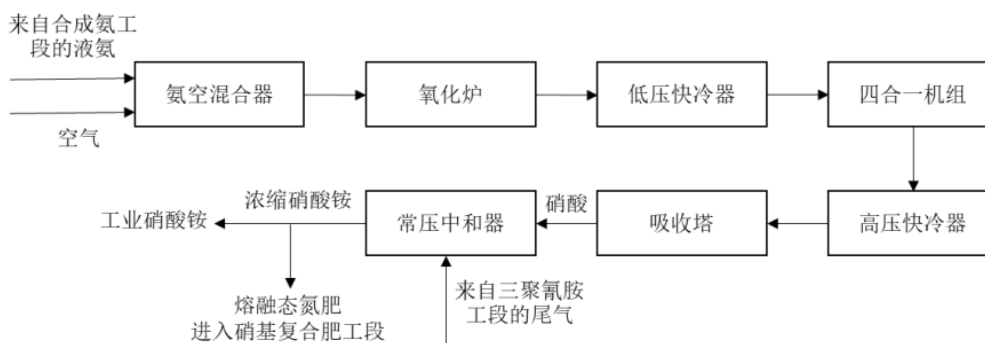 来自合成氨工
段的液氨
空气
氨空混合器
氧化炉
低压快冷器
四合一机组
高压快冷器
吸收塔
硝酸
常压中和器
来自三聚氰胺
工段的尾气
浓缩硝酸铵
工业硝酸铵
熔融态氮肥
进入硝基复合肥工段